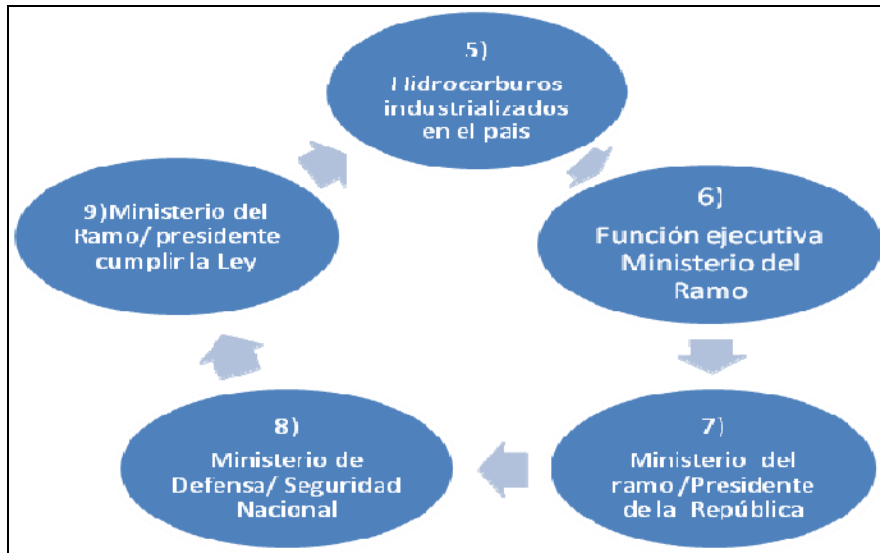 5)
Hidrocarburos
industrializados
en el pais
6)
Función ejecutiva
Ministerio del
Ramo
7)
Ministerio del
ramo/Presidente
de la República
8)
Ministerio de
Defensa/ Seguridad
Nacional
9)Ministerio del
Ramo/ presidente
cumplir la Ley